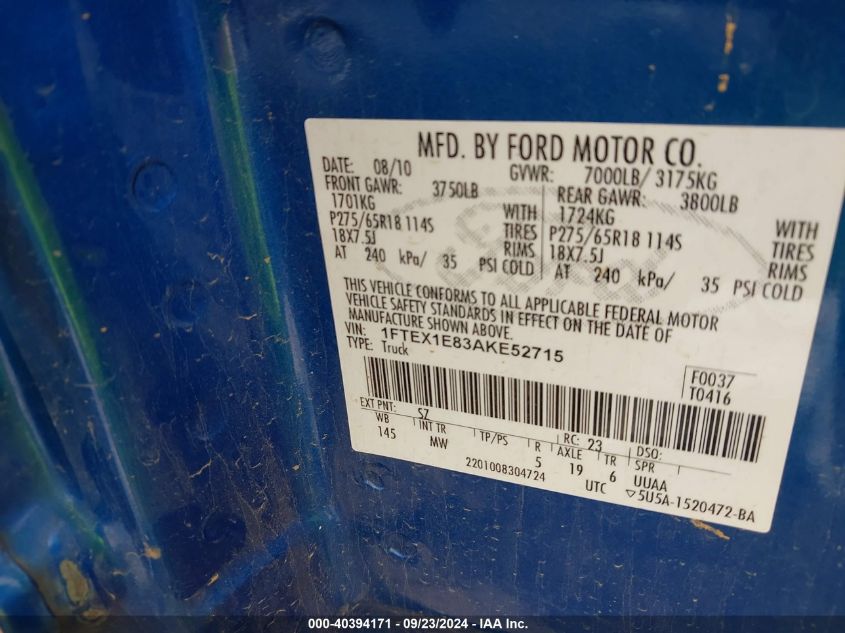 MFD. BY FORD MOTOR CO.
DATE: 08/10 GVWR: 7000LB/ 3175KG
FRONT GAWR: 3750LB REAR GAWR: 3800LB
1701KG WITH 1724KG WITH
P275/65R18 114S TIRES P275/65R18 114S TIRES
18X7.5J RIMS 18X7.5J RIMS
AT 240 kPa/ 35 PSI COLD AT 240 kPa/ 35 PSI COLD
THIS VEHICLE CONFORMS TO ALL APPLICABLE FEDERAL MOTOR
VEHICLE SAFETY STANDARDS IN EFFECT ON THE DATE OF
MANUFACTURE SHOWN ABOVE.
VIN: 1FTEX1E83AKE52715
TYPE: Truck
F0037
T0416
EXT PNT: SZ RC: 23 DSO:
WB INT TR TP/PS R AXLE TR SPR
145 MW 5 19 6 UUAA
2201008304724 UTC ▽5U5A-1520472-BA
000-40394171 - 09/23/2024 - IAA Inc.